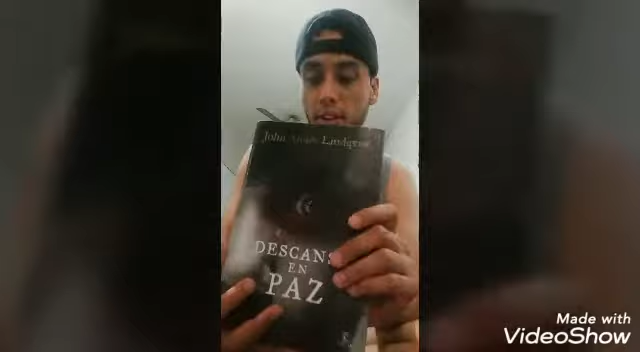 John Ajvide Lindqvist
DESCANS
EN
PAZ
Made with
VideoShow